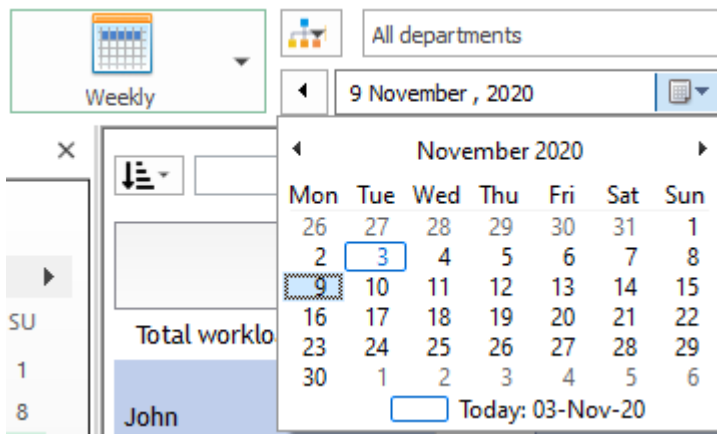 All departments
Weekly
9 November , 2020
November 2020
Mon Tue Wed Thu Fri Sat Sun
26 27 28 29 30 31 1
2 3 4 5 6 7 8
9 10 11 12 13 14 15
16 17 18 19 20 21 22
23 24 25 26 27 28 29
30 1 2 3 4 5 6
Today: 03-Nov-20
SU
1
8
Total worklo
John